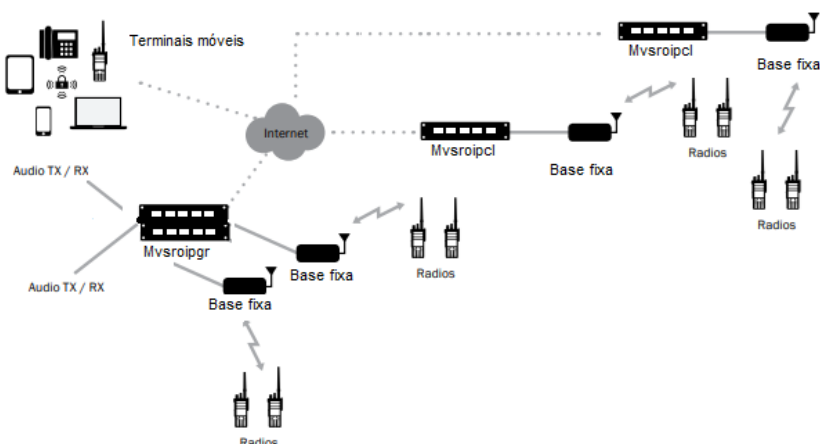 Terminais móveis
Mvsroipcl
Base fixa
Internet
Mvsroipcl
Base fixa
Radios
Radios
Audio TX / RX
Mvsroipgr
Audio TX / RX
Base fixa
Base fixa
Radios
Radios